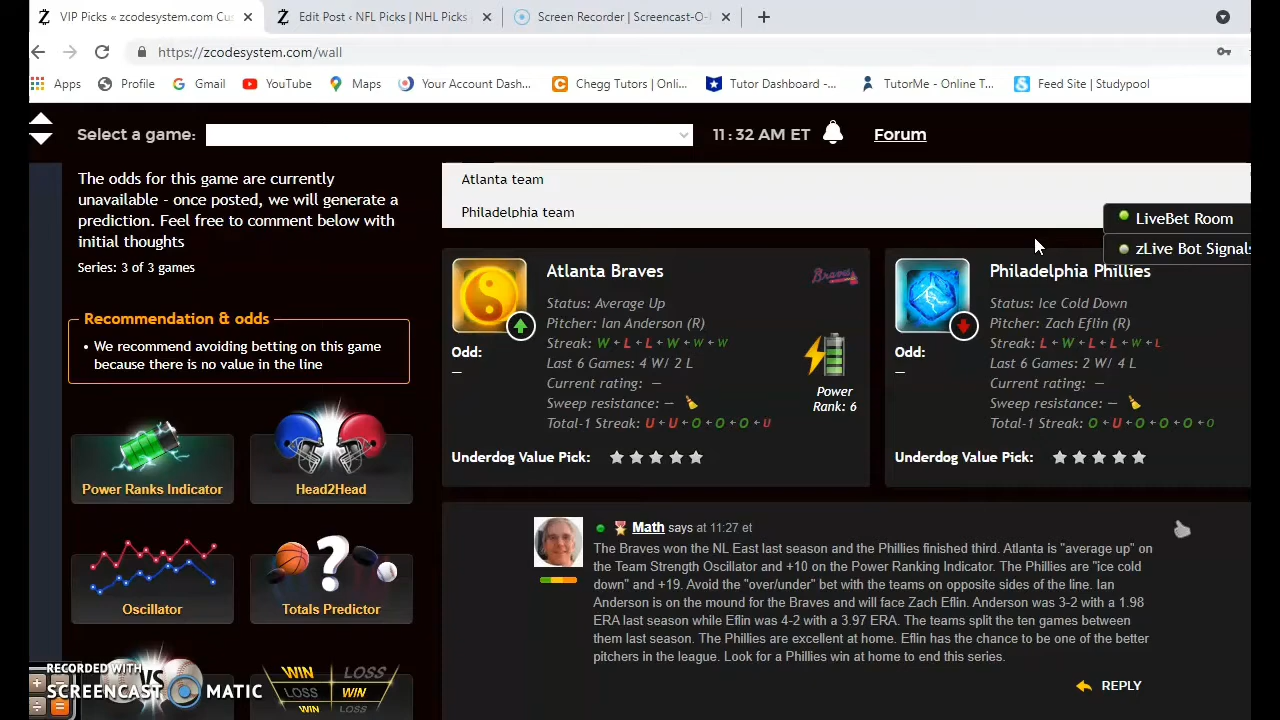 VIP Picks « zcodesystem.com Cus
Edit Post ‹ NFL Picks | NHL Picks
Screen Recorder | Screencast-O-
https://zcodesystem.com/wall
Apps
Profile
Gmail
YouTube
Maps
Your Account Dash...
Chegg Tutors | Onli...
Tutor Dashboard -...
TutorMe - Online T...
Feed Site | Studypool
Select a game:
11:32 AM ET
Forum
The odds for this game are currently
unavailable - once posted, we will generate a
prediction. Feel free to comment below with
initial thoughts
Series: 3 of 3 games
Recommendation & odds
• We recommend avoiding betting on this game
because there is no value in the line
Power Ranks Indicator
Head2Head
Oscillator
Totals Predictor
VS
WIN LOSS
LOSS WIN
WIN LOSS
RECORDED WITH
SCREENCAST MATIC
Atlanta team
Philadelphia team
LiveBet Room
zLive Bot Signals
Atlanta Braves
Braves
Status: Average Up
Pitcher: Ian Anderson (R)
Odd:
—
Streak: W ← L ← L ← W ← W ← W
Last 6 Games: 4 W/ 2 L
Current rating: —
Sweep resistance: —
Total-1 Streak: U ← U ← O ← O ← O ← U
Power
Rank: 6
Underdog Value Pick:
Philadelphia Phillies
Status: Ice Cold Down
Pitcher: Zach Eflin (R)
Odd:
—
Streak: L ← W ← L ← L ← W ← L
Last 6 Games: 2 W/ 4 L
Current rating: —
Sweep resistance: —
Total-1 Streak: O ← U ← O ← O ← O ← O
Underdog Value Pick:
Math says at 11:27 et
The Braves won the NL East last season and the Phillies finished third. Atlanta is "average up" on
the Team Strength Oscillator and +10 on the Power Ranking Indicator. The Phillies are "ice cold
down" and +19. Avoid the "over/under" bet with the teams on opposite sides of the line. Ian
Anderson is on the mound for the Braves and will face Zach Eflin. Anderson was 3-2 with a 1.98
ERA last season while Eflin was 4-2 with a 3.97 ERA. The teams split the ten games between
them last season. The Phillies are excellent at home. Eflin has the chance to be one of the better
pitchers in the league. Look for a Phillies win at home to end this series.
REPLY